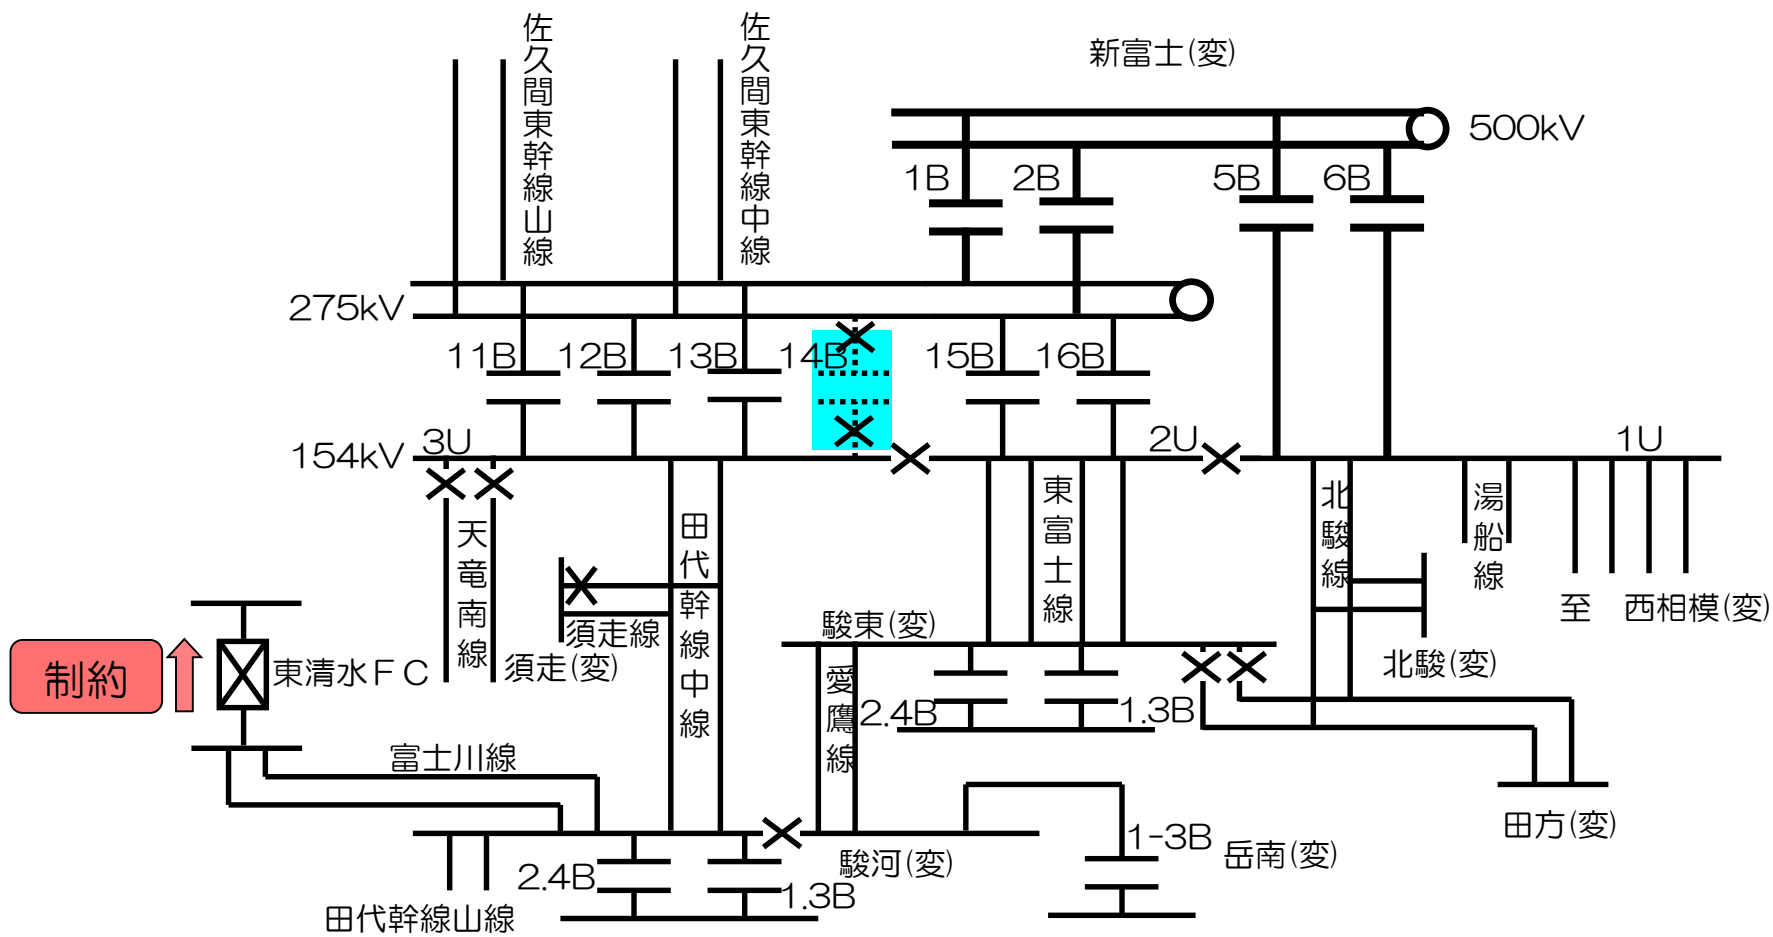 佐久間東幹線山線
佐久間東幹線中線
新富士(変)
500kV
1B
2B
5B
6B
275kV
11B
12B
13B
14B
15B
16B
154kV
3U
2U
1U
天竜南線
田代幹線中線
東富士線
北駿線
湯船線
至 西相模(変)
須走線
須走(変)
駿東(変)
北駿(変)
制約
東清水FC
愛鷹線
2.4B
1.3B
富士川線
田方(変)
2.4B
1.3B
駿河(変)
1-3B
岳南(変)
田代幹線山線